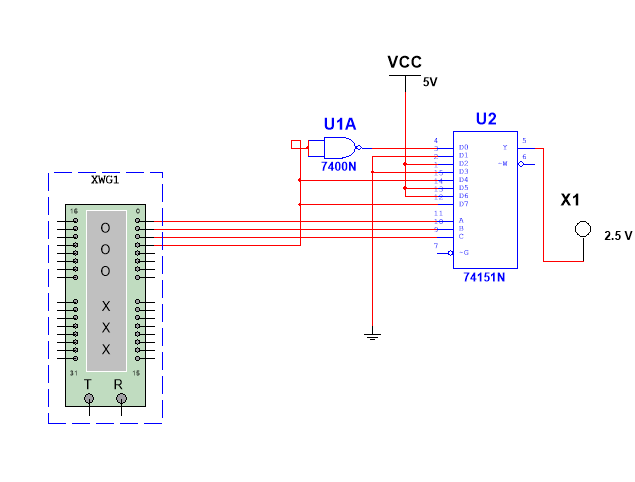 VCC
5V
U1A
7400N
U2
4
3
2
1
15
14
13
12
11
10
9
7
D0
D1
D2
D3
D4
D5
D6
D7
A
B
C
~G
Y
~W
5
6
74151N
X1
2.5 V
XWG1
16
0
O
O
O
X
X
X
31
15
T
R